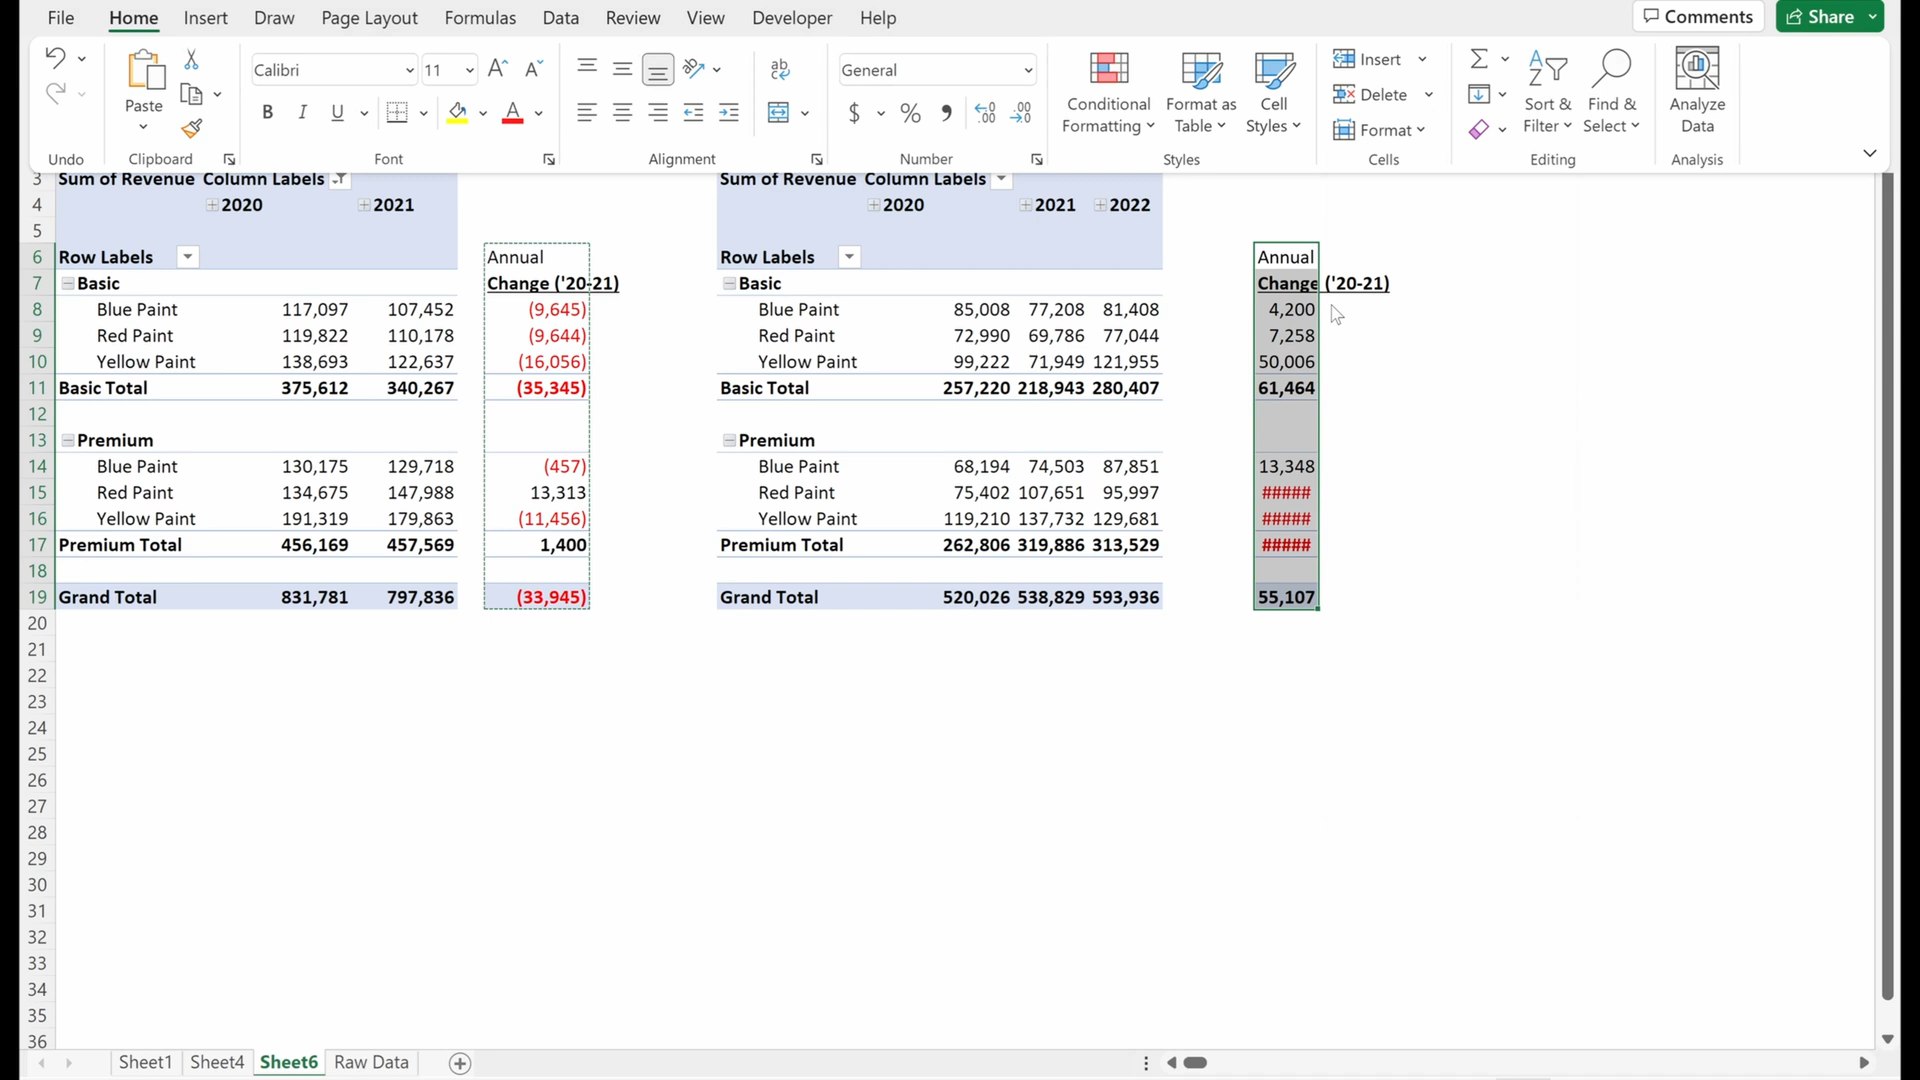 File Home Insert Draw Page Layout Formulas Data Review View Developer Help Comments Share
Calibri 11 General
Paste
Conditional Formatting
Format as Table
Cell Styles
Insert
Delete
Format
Sort & Filter
Find & Select
Analyze Data
Undo Clipboard Font Alignment Number Styles Cells Editing Analysis
3 Sum of Revenue Column Labels Sum of Revenue Column Labels
4 2020 2021 2020 2021 2022
5
6 Row Labels Annual Row Labels Annual
7 Basic Change ('20-21) Basic Change ('20-21)
8 Blue Paint 117,097 107,452 (9,645) Blue Paint 85,008 77,208 81,408 4,200
9 Red Paint 119,822 110,178 (9,644) Red Paint 72,990 69,786 77,044 7,258
10 Yellow Paint 138,693 122,637 (16,056) Yellow Paint 99,222 71,949 121,955 50,006
11 Basic Total 375,612 340,267 (35,345) Basic Total 257,220 218,943 280,407 61,464
12
13 Premium Premium
14 Blue Paint 130,175 129,718 (457) Blue Paint 68,194 74,503 87,851 13,348
15 Red Paint 134,675 147,988 13,313 Red Paint 75,402 107,651 95,997 #####
16 Yellow Paint 191,319 179,863 (11,456) Yellow Paint 119,210 137,732 129,681 #####
17 Premium Total 456,169 457,569 1,400 Premium Total 262,806 319,886 313,529 #####
18
19 Grand Total 831,781 797,836 (33,945) Grand Total 520,026 538,829 593,936 55,107
20
21
22
23
24
25
26
27
28
29
30
31
32
33
34
35
36
Sheet1 Sheet4 Sheet6 Raw Data